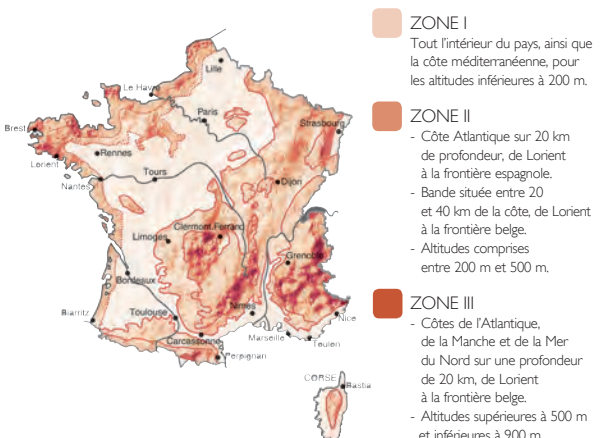 ZONE I
Tout l'intérieur du pays, ainsi que
la côte méditerranéenne, pour
les altitudes inférieures à 200 m.
ZONE II
- Côte Atlantique sur 20 km
de profondeur, de Lorient
à la frontière espagnole.
- Bande située entre 20
et 40 km de la côte, de Lorient
à la frontière belge.
- Altitudes comprises
entre 200 m et 500 m.
ZONE III
- Côtes de l'Atlantique,
de la Manche et de la Mer
du Nord sur une profondeur
de 20 km, de Lorient
à la frontière belge.
- Altitudes supérieures à 500 m
et inférieures à 900 m
Lille
Le Havre
Paris
Strasbourg
Brest
Rennes
Lorient
Tours
Nantes
Dijon
Clermont.Ferrand
Limoges
Grenoble
Bordeaux
Biarritz
Toulouse
Nimes
Nice
Marseille
Toulon
Carcassonne
Perpignan
CORSE
Bastia